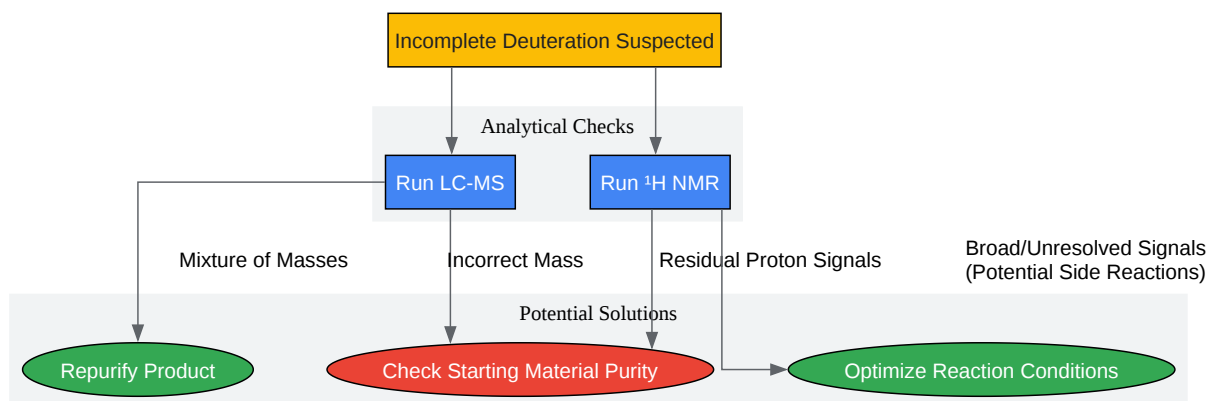 Incomplete Deuteration Suspected
Analytical Checks
Run LC-MS
Run ¹H NMR
Mixture of Masses
Incorrect Mass
Residual Proton Signals
Broad/Unresolved Signals
(Potential Side Reactions)
Potential Solutions
Repurify Product
Check Starting Material Purity
Optimize Reaction Conditions